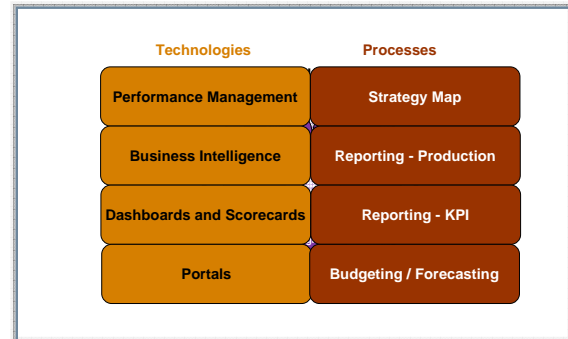 Technologies Processes
Performance Management Strategy Map
Business Intelligence Reporting - Production
Dashboards and Scorecards Reporting - KPI
Portals Budgeting / Forecasting